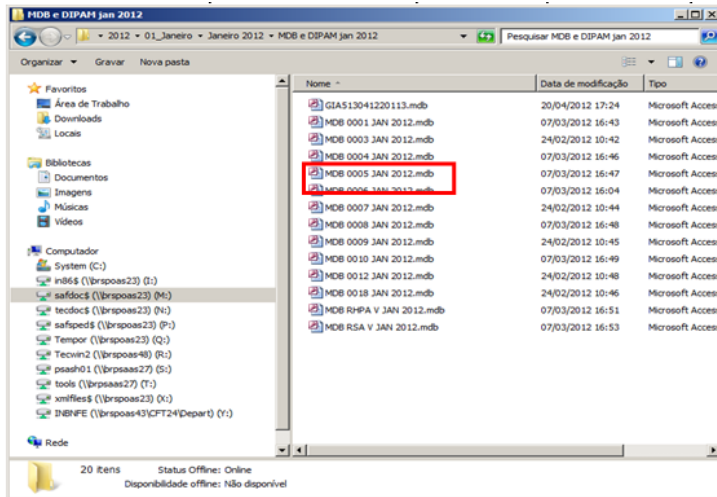 MDB e DIPAM jan 2012
2012 01_Janeiro Janeiro 2012 MDB e DIPAM jan 2012 Pesquisar MDB e DIPAM jan 2012
Organizar Gravar Nova pasta
Favoritos
Área de Trabalho
Downloads
Locais
Bibliotecas
Documentos
Imagens
Músicas
Vídeos
Computador
System (C:)
in86$ (\\brspoas23) (I:)
safdoc$ (\\brspoas23) (M:)
tecdoc$ (\\brspoas23) (N:)
safsped$ (\\brspoas23) (P:)
Tempor (\\brspoas23) (Q:)
Tecwin2 (\\brspoas48) (R:)
psash01 (\\brpsaas27) (S:)
tools (\\brpsaas27) (T:)
xmlfiles$ (\\brspoas23) (X:)
INBNFE (\\brspoas43\CFT24\Depart) (Y:)
Rede
Nome Data de modificação Tipo
GIA513041220113.mdb 20/04/2012 17:24 Microsoft Acces
MDB 0001 JAN 2012.mdb 07/03/2012 16:43 Microsoft Acces
MDB 0003 JAN 2012.mdb 24/02/2012 10:42 Microsoft Acces
MDB 0004 JAN 2012.mdb 07/03/2012 16:46 Microsoft Acces
MDB 0005 JAN 2012.mdb 07/03/2012 16:47 Microsoft Acces
MDB 0006 JAN 2012.mdb 07/03/2012 16:04 Microsoft Acces
MDB 0007 JAN 2012.mdb 24/02/2012 10:44 Microsoft Acces
MDB 0008 JAN 2012.mdb 07/03/2012 16:48 Microsoft Acces
MDB 0009 JAN 2012.mdb 24/02/2012 10:45 Microsoft Acces
MDB 0010 JAN 2012.mdb 07/03/2012 16:49 Microsoft Acces
MDB 0012 JAN 2012.mdb 24/02/2012 10:48 Microsoft Acces
MDB 0018 JAN 2012.mdb 24/02/2012 10:46 Microsoft Acces
MDB RHPA V JAN 2012.mdb 07/03/2012 16:51 Microsoft Acces
MDB RSA V JAN 2012.mdb 07/03/2012 16:53 Microsoft Acces
20 itens Status Offline: Online
Disponibilidade offline: Não disponível